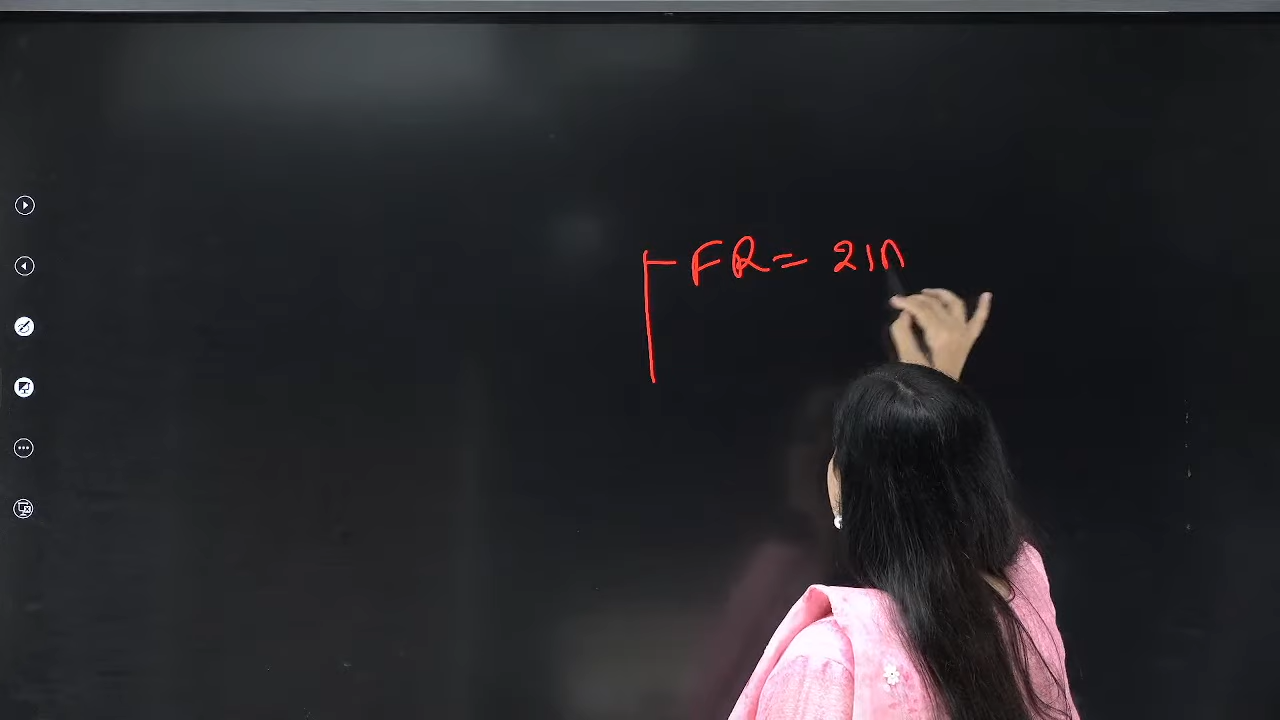 FR = 21n